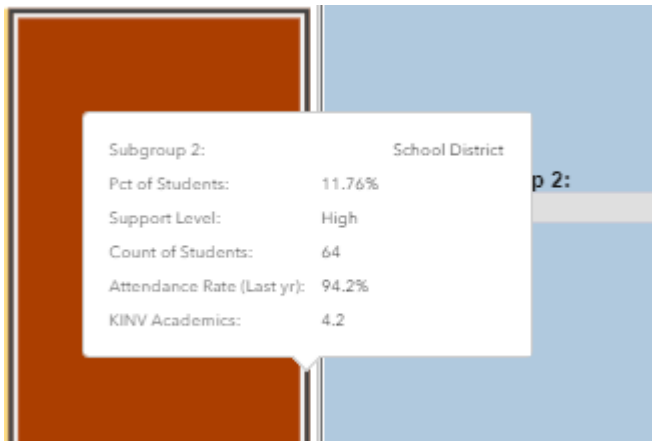 Subgroup 2: School District
Pct of Students: 11.76%
p 2:
Support Level: High
Count of Students: 64
Attendance Rate (Last yr): 94.2%
KINV Academics: 4.2